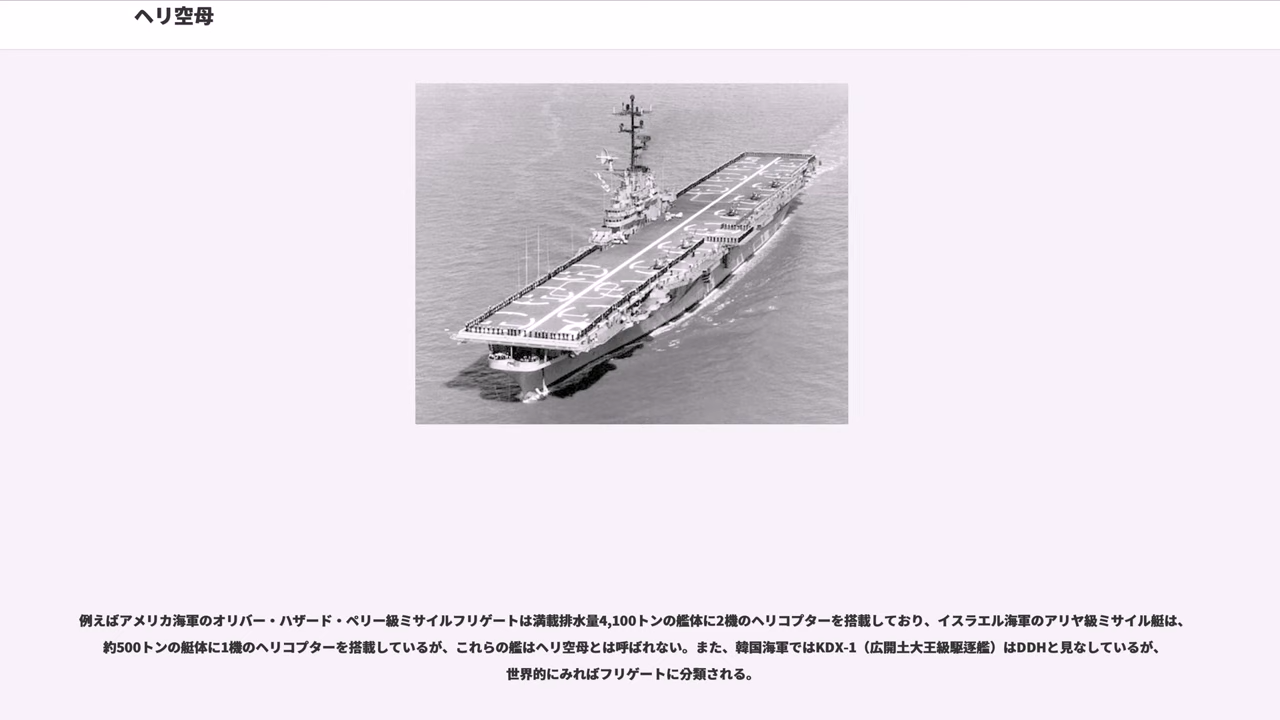 ヘリ空母
例えばアメリカ海軍のオリバー・ハザード・ペリー級ミサイルフリゲートは満載排水量4,100トンの艦体に2機のヘリコプターを搭載しており、イスラエル海軍のアリヤ級ミサイル艇は、
約500トンの艇体に1機のヘリコプターを搭載しているが、これらの艦はヘリ空母とは呼ばれない。また、韓国海軍ではKDX-1（広開土大王級駆逐艦）はDDHと見なしているが、
世界的にみればフリゲートに分類される。